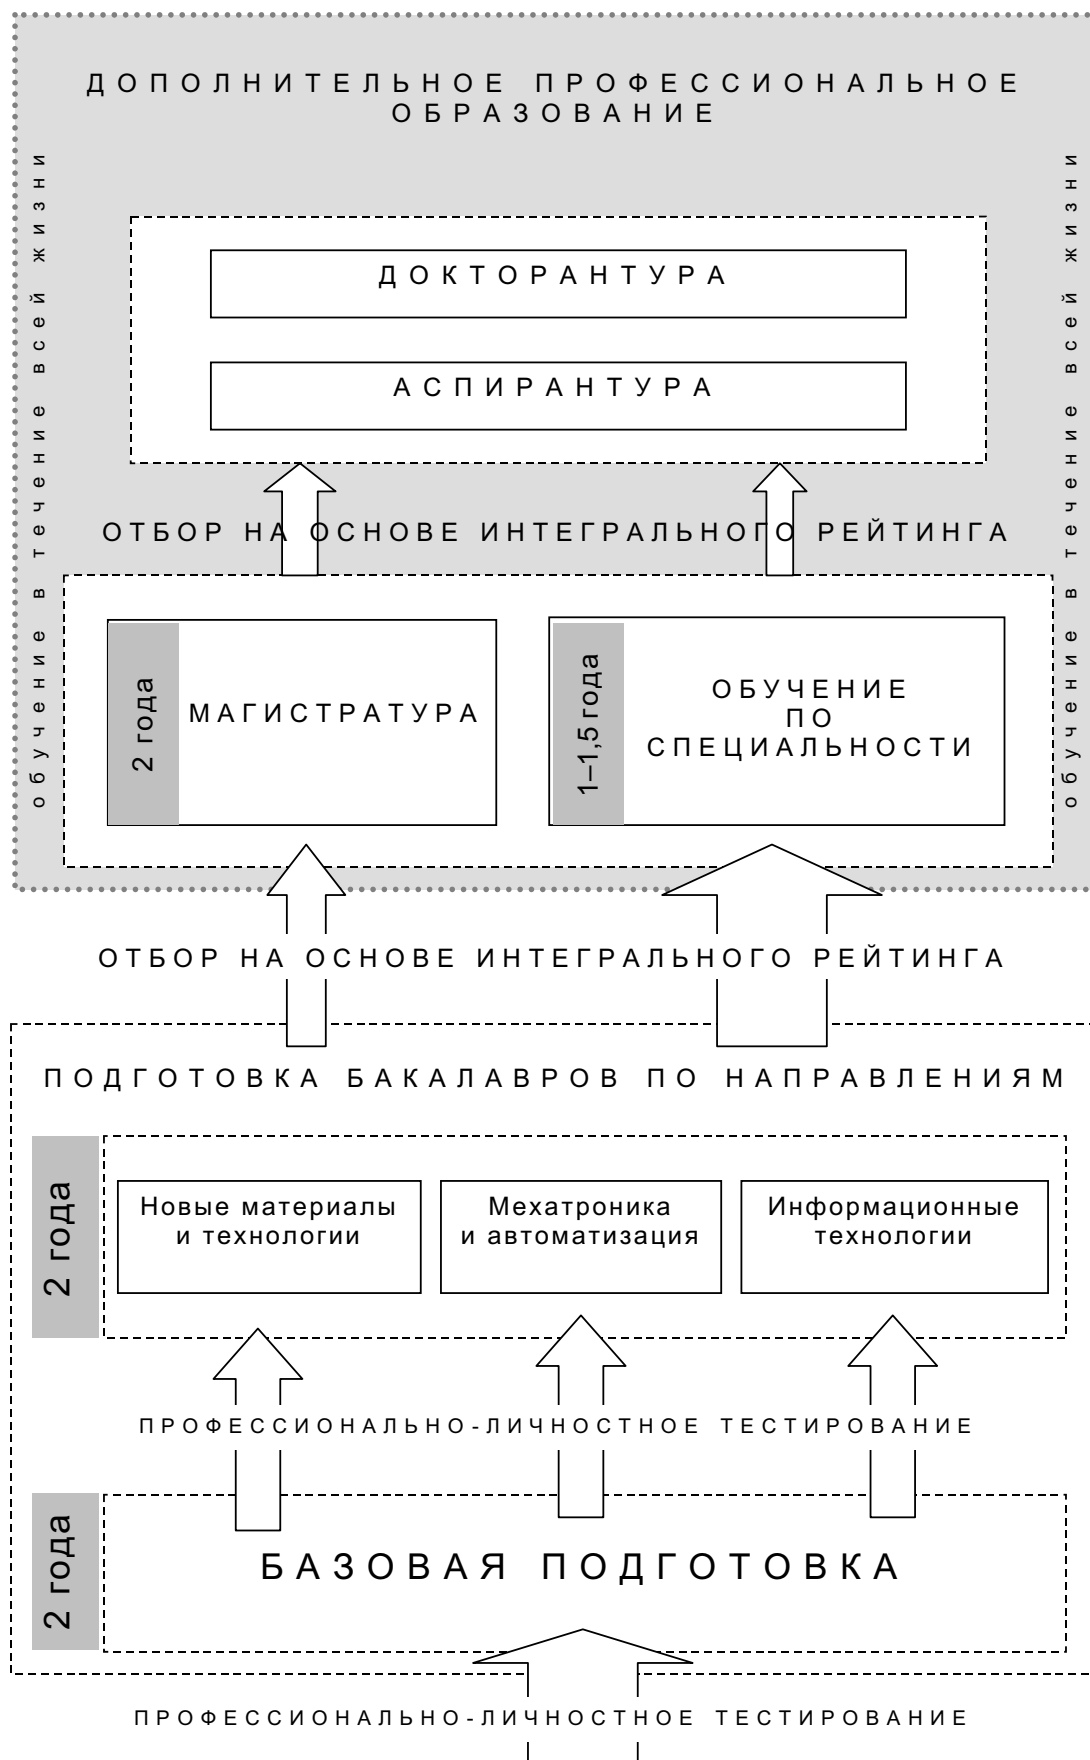 ДОПОЛНИТЕЛЬНОЕ ПРОФЕССИОНАЛЬНОЕ
ОБРАЗОВАНИЕ
обучение в течение всей жизни
обучение в течение всей жизни
ДОКТОРАНТУРА
АСПИРАНТУРА
ОТБОР НА ОСНОВЕ ИНТЕГРАЛЬНОГО РЕЙТИНГА
2 года
МАГИСТРАТУРА
1–1,5 года
ОБУЧЕНИЕ
ПО
СПЕЦИАЛЬНОСТИ
ОТБОР НА ОСНОВЕ ИНТЕГРАЛЬНОГО РЕЙТИНГА
ПОДГОТОВКА БАКАЛАВРОВ ПО НАПРАВЛЕНИЯМ
2 года
Новые материалы
и технологии
Мехатроника
и автоматизация
Информационные
технологии
ПРОФЕССИОНАЛЬНО-ЛИЧНОСТНОЕ ТЕСТИРОВАНИЕ
2 года
БАЗОВАЯ ПОДГОТОВКА
ПРОФЕССИОНАЛЬНО-ЛИЧНОСТНОЕ ТЕСТИРОВАНИЕ